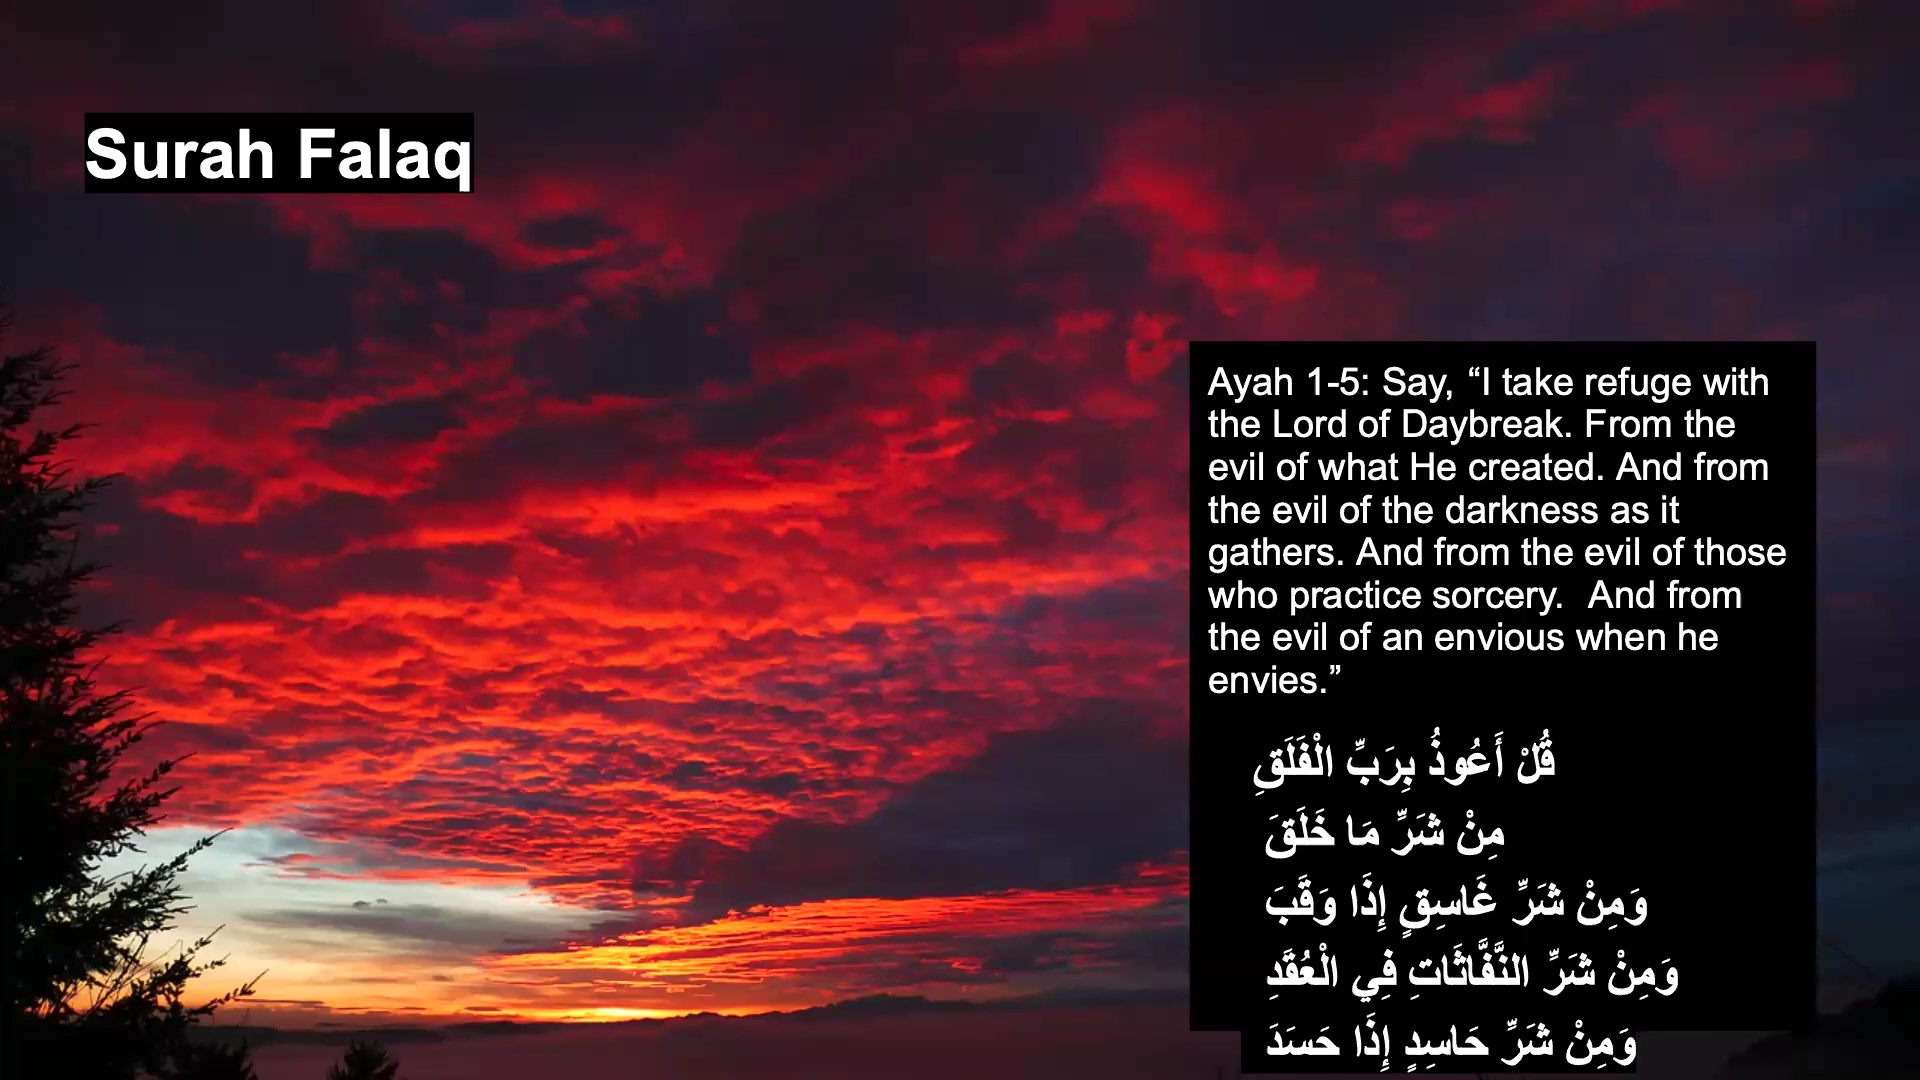 Surah Falaq
Ayah 1-5: Say, “I take refuge with
the Lord of Daybreak. From the
evil of what He created. And from
the evil of the darkness as it
gathers. And from the evil of those
who practice sorcery.  And from
the evil of an envious when he
envies.”
قُلْ أَعُوذُ بِرَبِّ الْفَلَقِ
مِنْ شَرِّ مَا خَلَقَ
وَمِنْ شَرِّ غَاسِقٍ إِذَا وَقَبَ
وَمِنْ شَرِّ النَّفَّاثَاتِ فِي الْعُقَدِ
وَمِنْ شَرِّ حَاسِدٍ إِذَا حَسَدَ